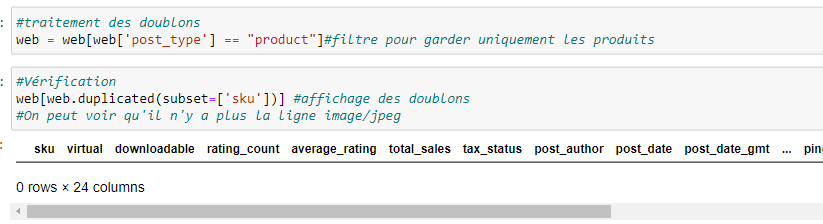 #traitement des doublons
web = web[web['post_type'] == "product"]#filtre pour garder uniquement les produits
#Vérification
web[web.duplicated(subset=['sku'])] #affichage des doublons
#On peut voir qu'il n'y a plus la ligne image/jpeg
sku virtual downloadable rating_count average_rating total_sales tax_status post_author post_date post_date_gmt ...
0 rows × 24 columns